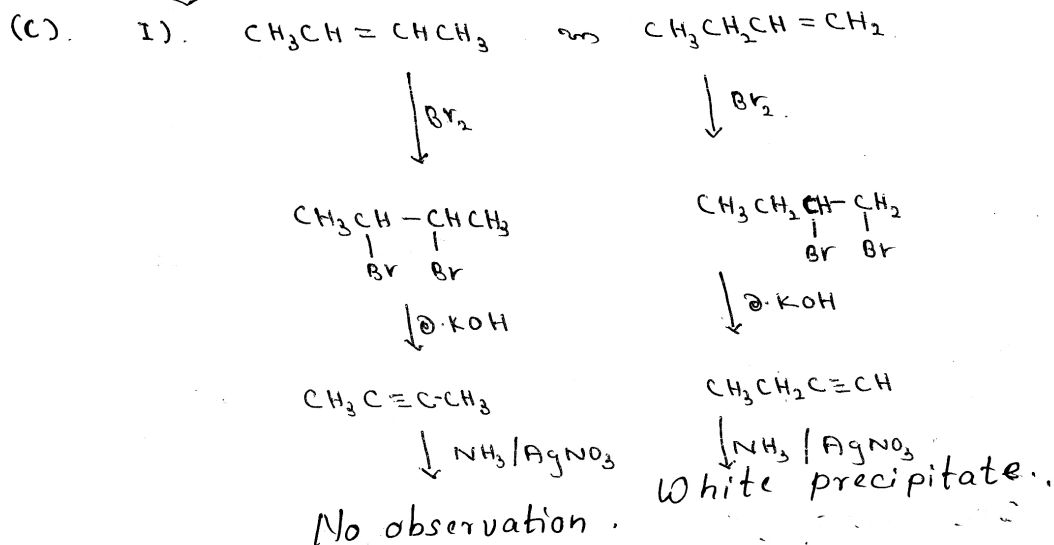 (C). I). CH₃CH = CHCH₃ CH₃CH₂CH = CH₂
Br₂ Br₂.
CH₃CH – CHCH₃ CH₃CH₂CH–CH₂
Br Br Br Br
KOH KOH
CH₃C≡C-CH₃ CH₃CH₂C≡CH
NH₃/AgNO₃ NH₃/AgNO₃
No observation. White precipitate..